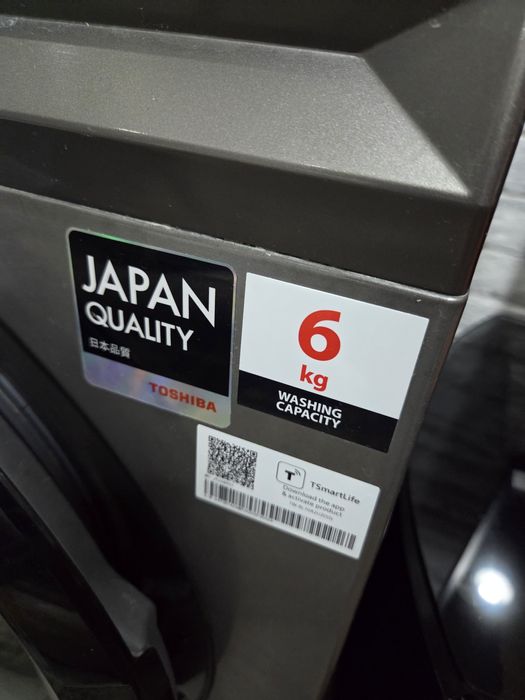 JAPAN
QUALITY
日本品質
TOSHIBA
6
kg
WASHING
CAPACITY
T
TSmartLife
Download the app
& activate product